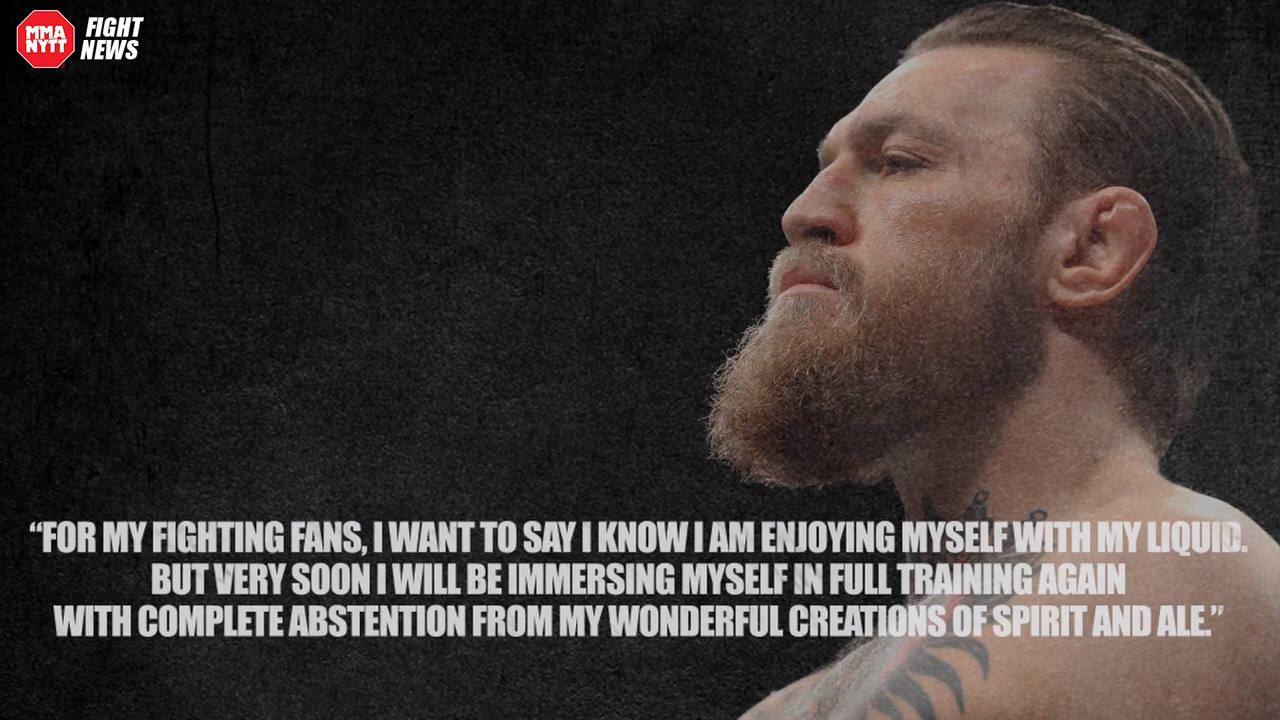 MMA
NYTT
FIGHT
NEWS
“FOR MY FIGHTING FANS, I WANT TO SAY I KNOW I AM ENJOYING MYSELF WITH MY LIQUID.
BUT VERY SOON I WILL BE IMMERSING MYSELF IN FULL TRAINING AGAIN
WITH COMPLETE ABSTENTION FROM MY WONDERFUL CREATIONS OF SPIRIT AND ALE.”